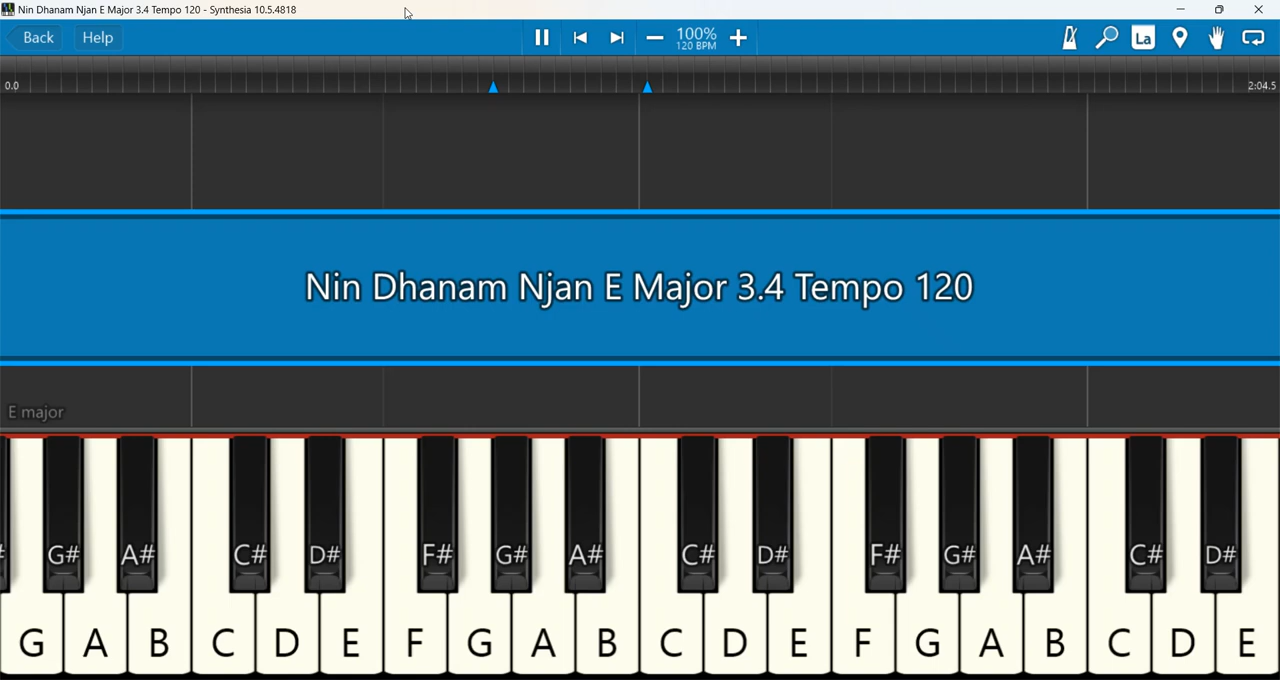 Nin Dhanam Njan E Major 3.4 Tempo 120 - Synthesia 10.5.4818
Back Help 100% La
120 BPM
0.0 2:04.5
Nin Dhanam Njan E Major 3.4 Tempo 120
E major
G# A# C# D# F# G# A# C# D# F# G# A# C# D#
G A B C D E F G A B C D E F G A B C D E